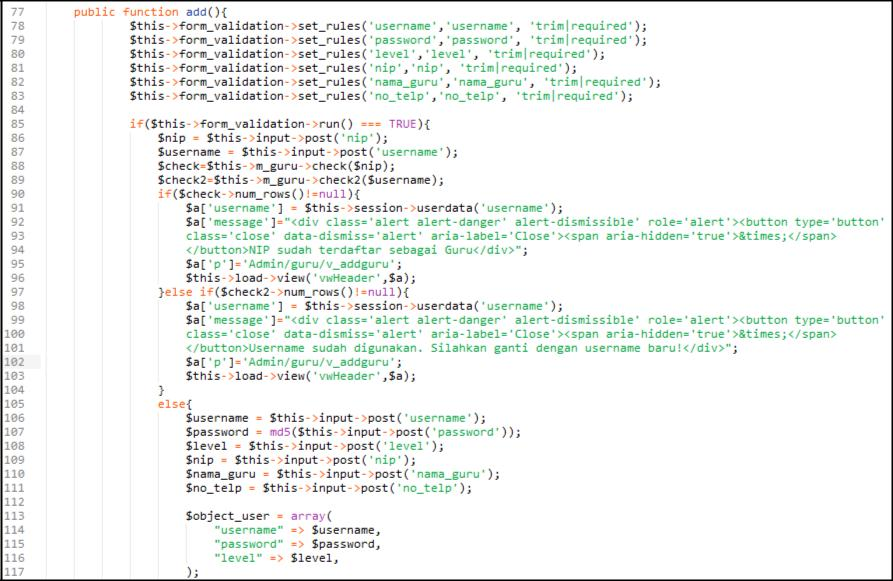 77 public function add(){
78 $this->form_validation->set_rules('username','username', 'trim|required');
79 $this->form_validation->set_rules('password','password', 'trim|required');
80 $this->form_validation->set_rules('level','level', 'trim|required');
81 $this->form_validation->set_rules('nip','nip', 'trim|required');
82 $this->form_validation->set_rules('nama_guru','nama_guru', 'trim|required');
83 $this->form_validation->set_rules('no_telp','no_telp', 'trim|required');
84
85 if($this->form_validation->run() === TRUE){
86 $nip = $this->input->post('nip');
87 $username = $this->input->post('username');
88 $check=$this->m_guru->check($nip);
89 $check2=$this->m_guru->check2($username);
90 if($check->num_rows()!=null){
91 $a['username'] = $this->session->userdata('username');
92 $a['message']="<div class='alert alert-danger' alert-dismissible' role='alert'><button type='button'
93 class='close' data-dismiss='alert' aria-label='Close'><span aria-hidden='true'>&times;</span>
94 </button>NIP sudah terdaftar sebagai Guru</div>";
95 $a['p']='Admin/guru/v_addguru';
96 $this->load->view('vwHeader',$a);
97 }else if($check2->num_rows()!=null){
98 $a['username'] = $this->session->userdata('username');
99 $a['message']="<div class='alert alert-danger' alert-dismissible' role='alert'><button type='button'
100 class='close' data-dismiss='alert' aria-label='Close'><span aria-hidden='true'>&times;</span>
101 </button>Username sudah digunakan. Silahkan ganti dengan username baru!</div>";
102 $a['p']='Admin/guru/v_addguru';
103 $this->load->view('vwHeader',$a);
104 }
105 else{
106 $username = $this->input->post('username');
107 $password = md5($this->input->post('password'));
108 $level = $this->input->post('level');
109 $nip = $this->input->post('nip');
110 $nama_guru = $this->input->post('nama_guru');
111 $no_telp = $this->input->post('no_telp');
112
113 $object_user = array(
114 "username" => $username,
115 "password" => $password,
116 "level" => $level,
117 );